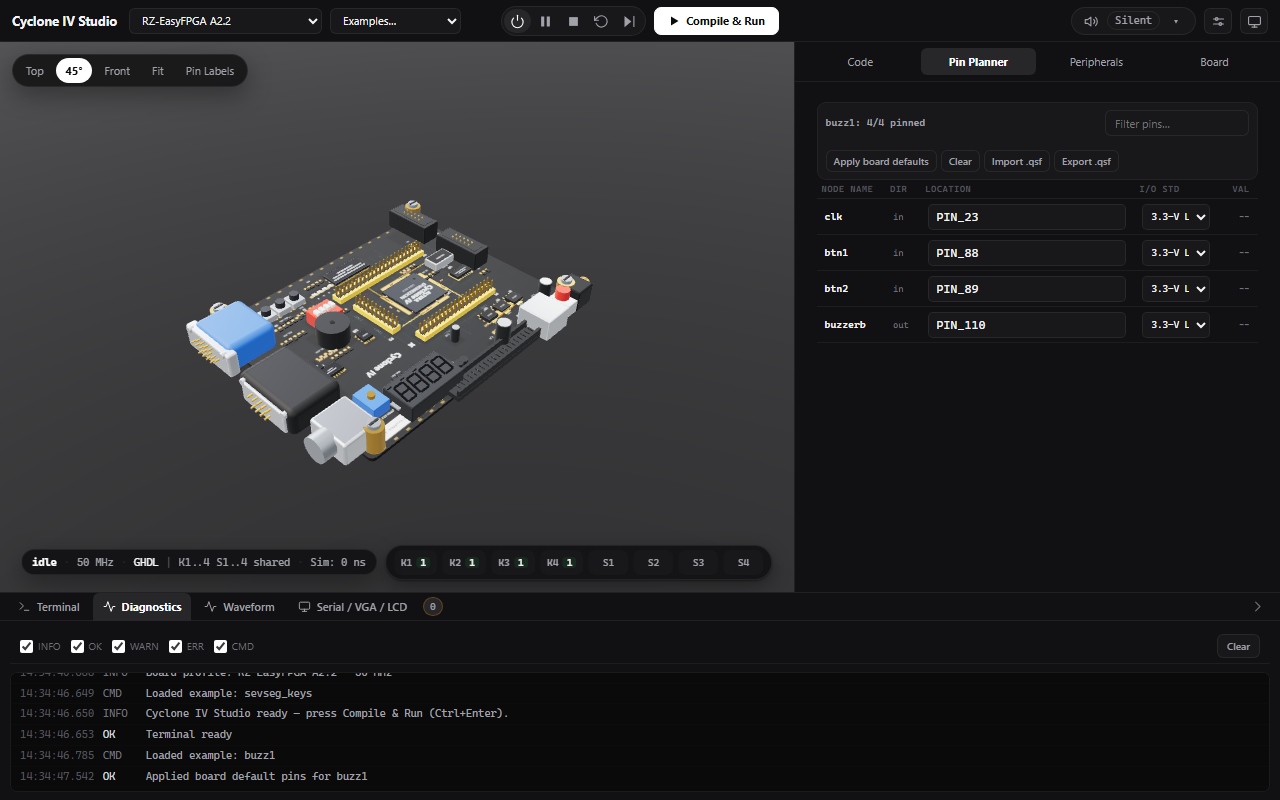 Cyclone IV Studio
RZ-EasyFPGA A2.2
Examples...
Compile & Run
Silent
Top
45°
Front
Fit
Pin Labels
Code
Pin Planner
Peripherals
Board
buzz1: 4/4 pinned
Filter pins...
Apply board defaults
Clear
Import .qsf
Export .qsf
NODE NAME DIR LOCATION I/O STD VAL
clk in PIN_23 3.3-V L --
btn1 in PIN_88 3.3-V L --
btn2 in PIN_89 3.3-V L --
buzzerb out PIN_110 3.3-V L --
Cyclone IV
idle · 50 MHz · GHDL | K1..4 S1..4 shared · Sim: 0 ns
K1 1 K2 1 K3 1 K4 1 S1 S2 S3 S4
Terminal
Diagnostics
Waveform
Serial / VGA / LCD
0
INFO OK WARN ERR CMD
Clear
14:34:46.649 CMD Loaded example: sevseg_keys
14:34:46.650 INFO Cyclone IV Studio ready — press Compile & Run (Ctrl+Enter).
14:34:46.653 OK Terminal ready
14:34:46.785 CMD Loaded example: buzz1
14:34:47.542 OK Applied board default pins for buzz1